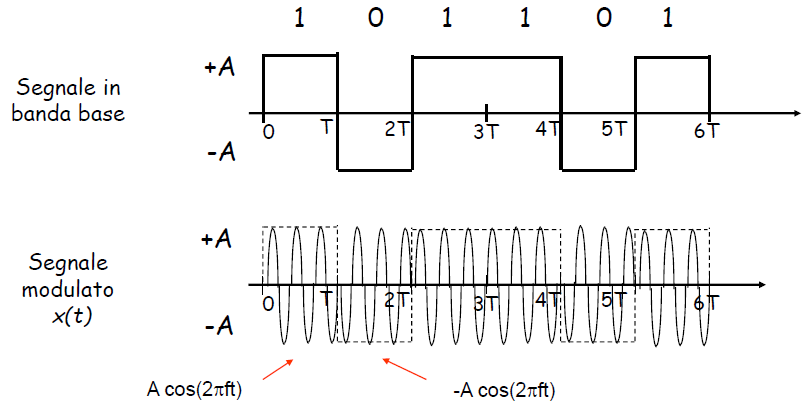 1 0 1 1 0 1
+A
Segnale in
banda base
0 T 2T 3T 4T 5T 6T
-A
+A
Segnale
modulato
x(t)
0 T 2T 3T 4T 5T 6T
-A
A cos(2πft) -A cos(2πft)